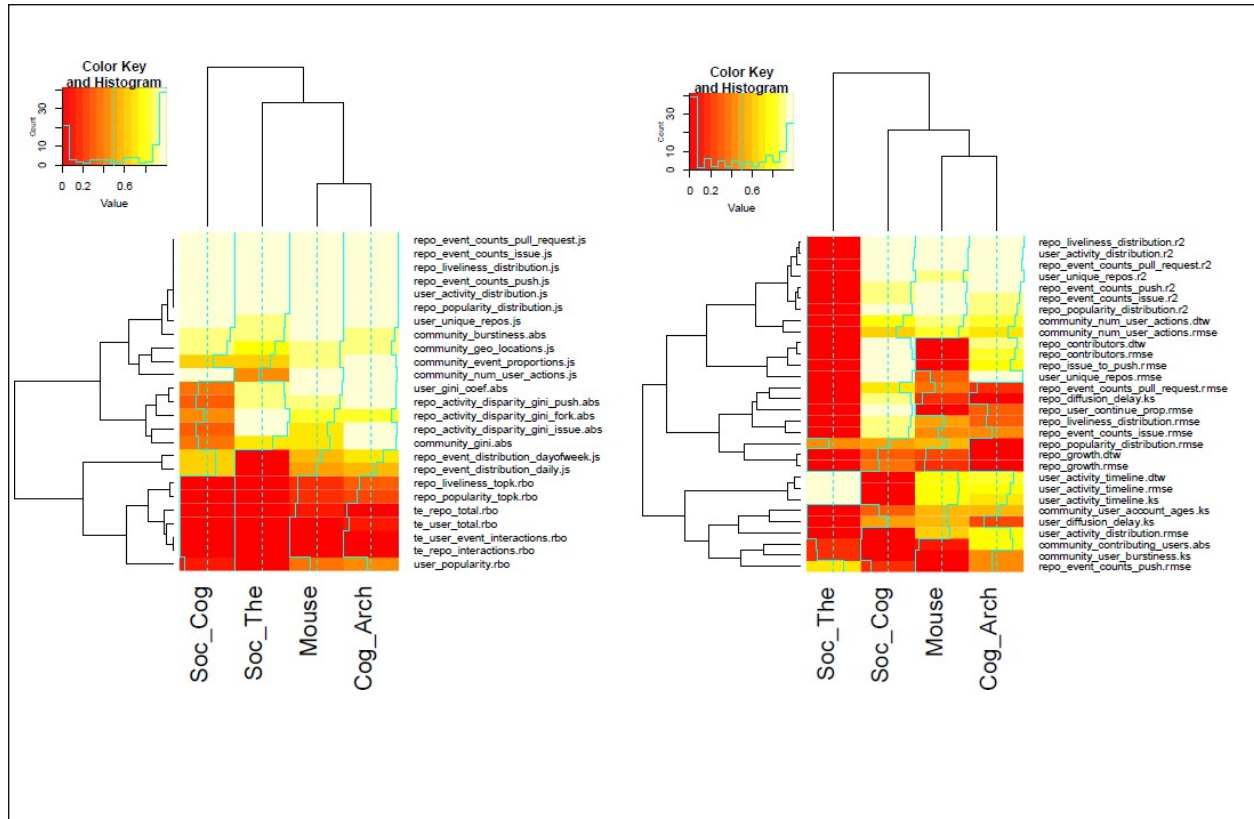 Color Key
and Histogram
Count
0 10 30
0 0.2 0.6
Value
repo_event_counts_pull_request.js
repo_event_counts_issue.js
repo_liveliness_distribution.js
repo_event_counts_push.js
user_activity_distribution.js
repo_popularity_distribution.js
user_unique_repos.js
community_burstiness.abs
community_geo_locations.js
community_event_proportions.js
community_num_user_actions.js
user_gini_coef.abs
repo_activity_disparity_gini_push.abs
repo_activity_disparity_gini_fork.abs
repo_activity_disparity_gini_issue.abs
community_gini.abs
repo_event_distribution_dayofweek.js
repo_event_distribution_daily.js
repo_liveliness_topk.rbo
repo_popularity_topk.rbo
te_repo_total.rbo
te_user_total.rbo
te_user_event_interactions.rbo
te_repo_interactions.rbo
user_popularity.rbo
Soc_Cog
Soc_The
Mouse
Cog_Arch
Color Key
and Histogram
Count
0 10 30
0 0.2 0.6
Value
repo_liveliness_distribution.r2
user_activity_distribution.r2
repo_event_counts_pull_request.r2
user_unique_repos.r2
repo_event_counts_push.r2
repo_event_counts_issue.r2
repo_popularity_distribution.r2
community_num_user_actions.dtw
community_num_user_actions.rmse
repo_contributors.dtw
repo_contributors.rmse
repo_issue_to_push.rmse
user_unique_repos.rmse
repo_event_counts_pull_request.rmse
repo_diffusion_delay.ks
repo_user_continue_prop.rmse
repo_liveliness_distribution.rmse
repo_event_counts_issue.rmse
repo_popularity_distribution.rmse
repo_growth.dtw
repo_growth.rmse
user_activity_timeline.dtw
user_activity_timeline.rmse
user_activity_timeline.ks
community_user_account_ages.ks
user_diffusion_delay.ks
user_activity_distribution.rmse
community_contributing_users.abs
community_user_burstiness.ks
repo_event_counts_push.rmse
Soc_The
Soc_Cog
Mouse
Cog_Arch